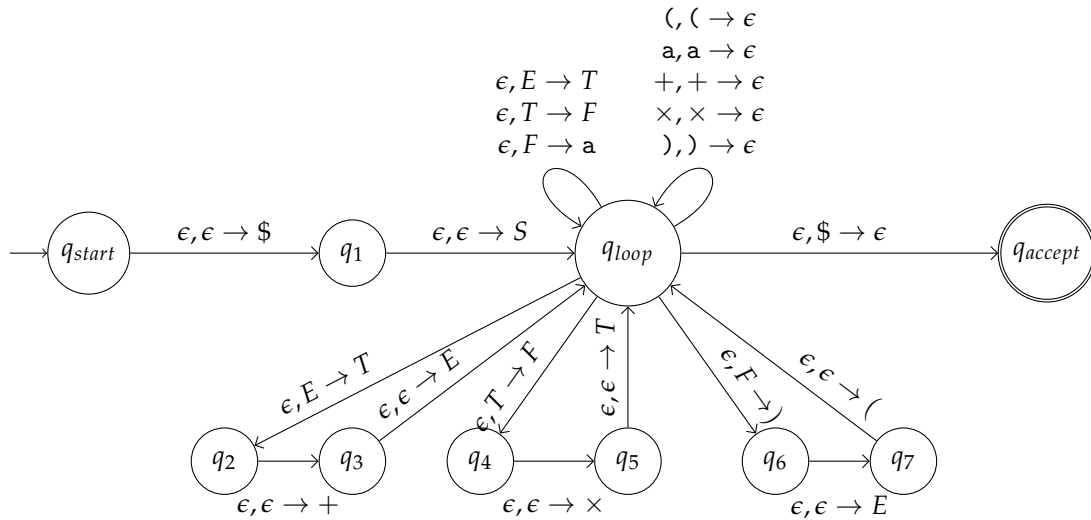 (, ( → ϵ
a, a → ϵ
ϵ, E → T
+, + → ϵ
ϵ, T → F
×, × → ϵ
ϵ, F → a
), ) → ϵ
q_start
ϵ, ϵ → $
q_1
ϵ, ϵ → S
q_loop
ϵ, $ → ϵ
q_accept
ϵ, E → T
ϵ, ϵ → E
ϵ, T → F
ϵ, ϵ → T
ϵ, F → )
ϵ, ϵ → (
q_2
q_3
q_4
q_5
q_6
q_7
ϵ, ϵ → +
ϵ, ϵ → ×
ϵ, ϵ → E